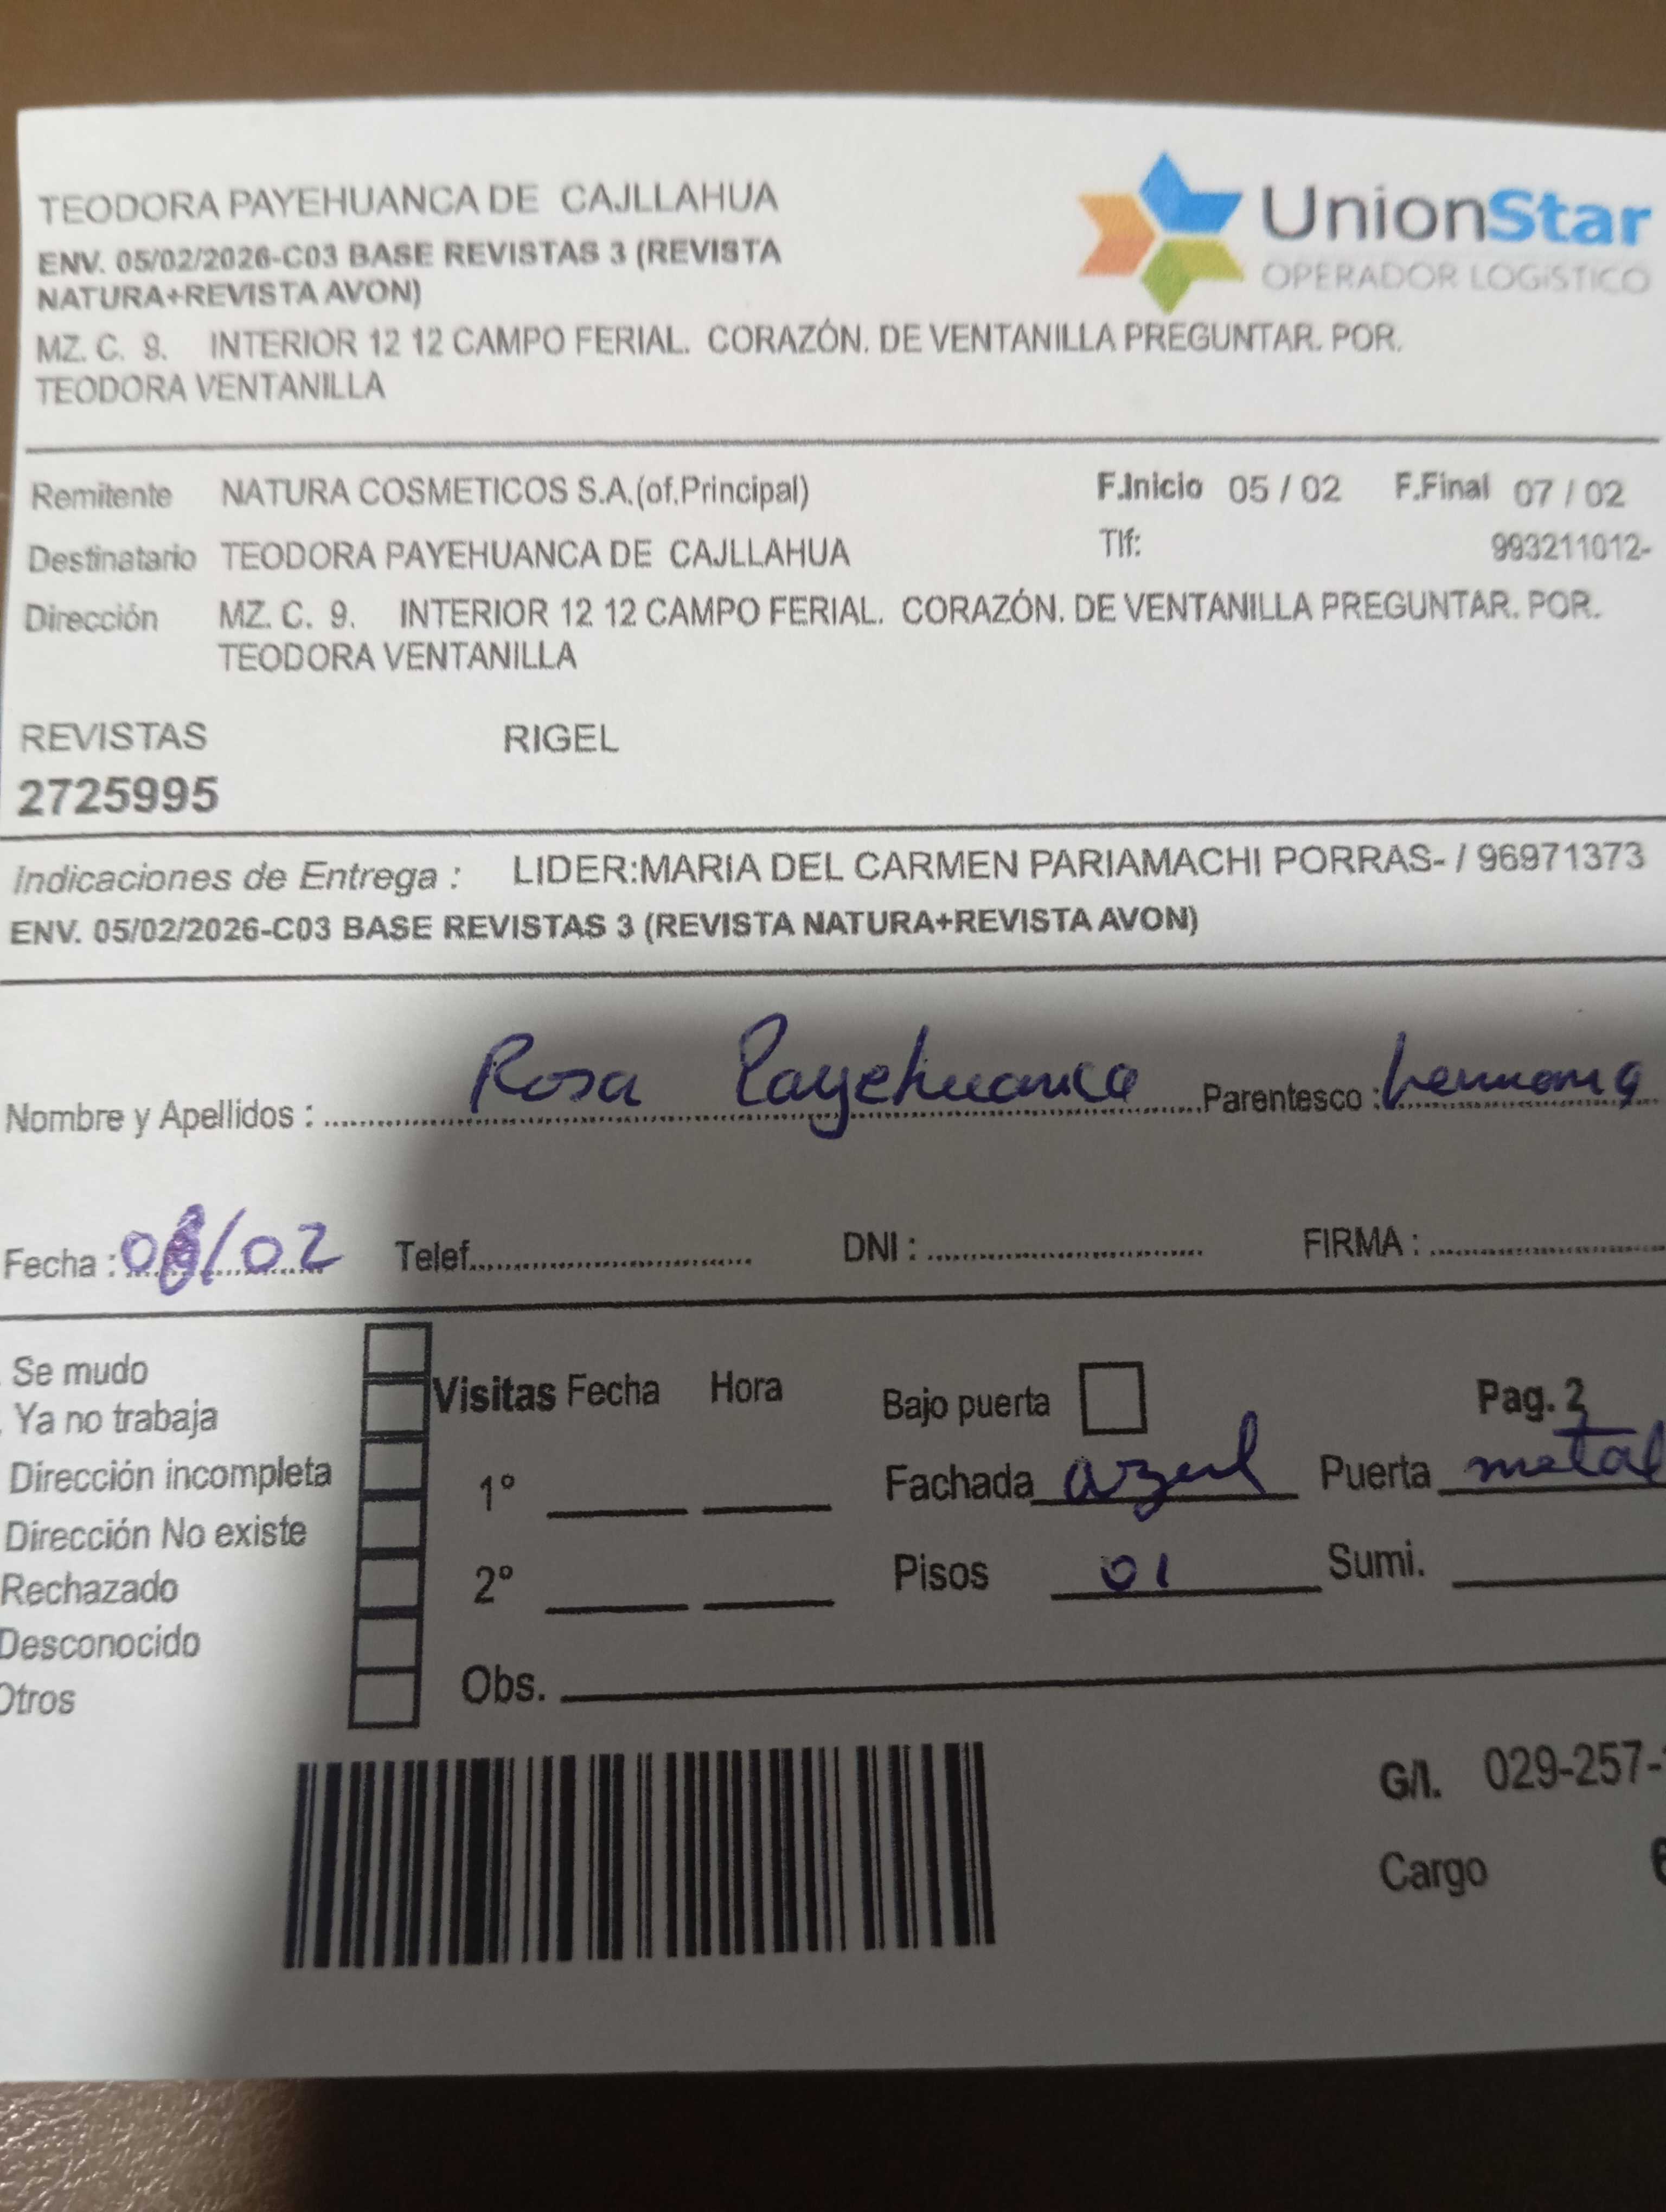 TEODORA PAYEHUANCA DE CAJLLAHUA
UnionStar
OPERADOR LOGÍSTICO
ENV. 05/02/2026-C03 BASE REVISTAS 3 (REVISTA
NATURA+REVISTA AVON)
MZ. C. 9. INTERIOR 12 12 CAMPO FERIAL. CORAZÓN. DE VENTANILLA PREGUNTAR. POR.
TEODORA VENTANILLA
Remitente NATURA COSMETICOS S.A.(of.Principal) F.Inicio 05 / 02 F.Final 07 / 02
Destinatario TEODORA PAYEHUANCA DE CAJLLAHUA Tlf: 993211012-
Dirección MZ. C. 9. INTERIOR 12 12 CAMPO FERIAL. CORAZÓN. DE VENTANILLA PREGUNTAR. POR.
TEODORA VENTANILLA
REVISTAS RIGEL
2725995
Indicaciones de Entrega : LIDER:MARIA DEL CARMEN PARIAMACHI PORRAS- / 96971373
ENV. 05/02/2026-C03 BASE REVISTAS 3 (REVISTA NATURA+REVISTA AVON)
Nombre y Apellidos : Rosa Payehuanca Parentesco : hermana
Fecha : /02 Telef. DNI : FIRMA :
Se mudo
Ya no trabaja
Dirección incompleta
Dirección No existe
Rechazado
Desconocido
Otros
Visitas Fecha Hora Bajo puerta Pag. 2
1° Fachada azul Puerta metal
2° Pisos 01 Sumi.
Obs.
G/I. 029-257-
Cargo